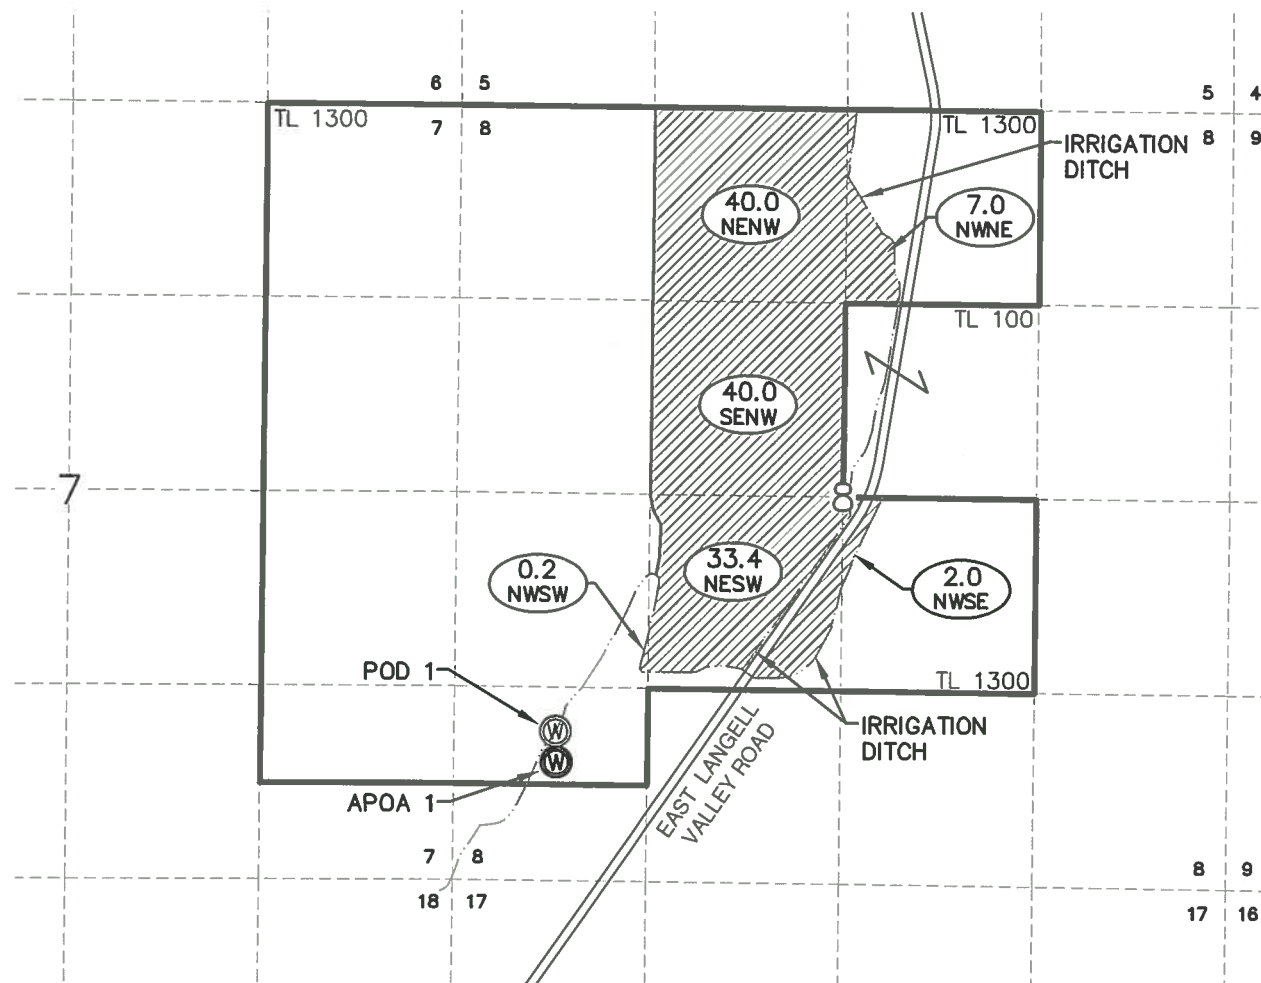 6 5
5 4
TL 1300
7 8
TL 1300
8 9
IRRIGATION
DITCH
40.0
NENW
7.0
NWNE
TL 100
40.0
SENW
7
8
0.2
NWSW
33.4
NESW
2.0
NWSE
POD 1
TL 1300
W
W
IRRIGATION
DITCH
EAST LANGELL
VALLEY ROAD
APOA 1
7 8
8 9
18 17
17 16